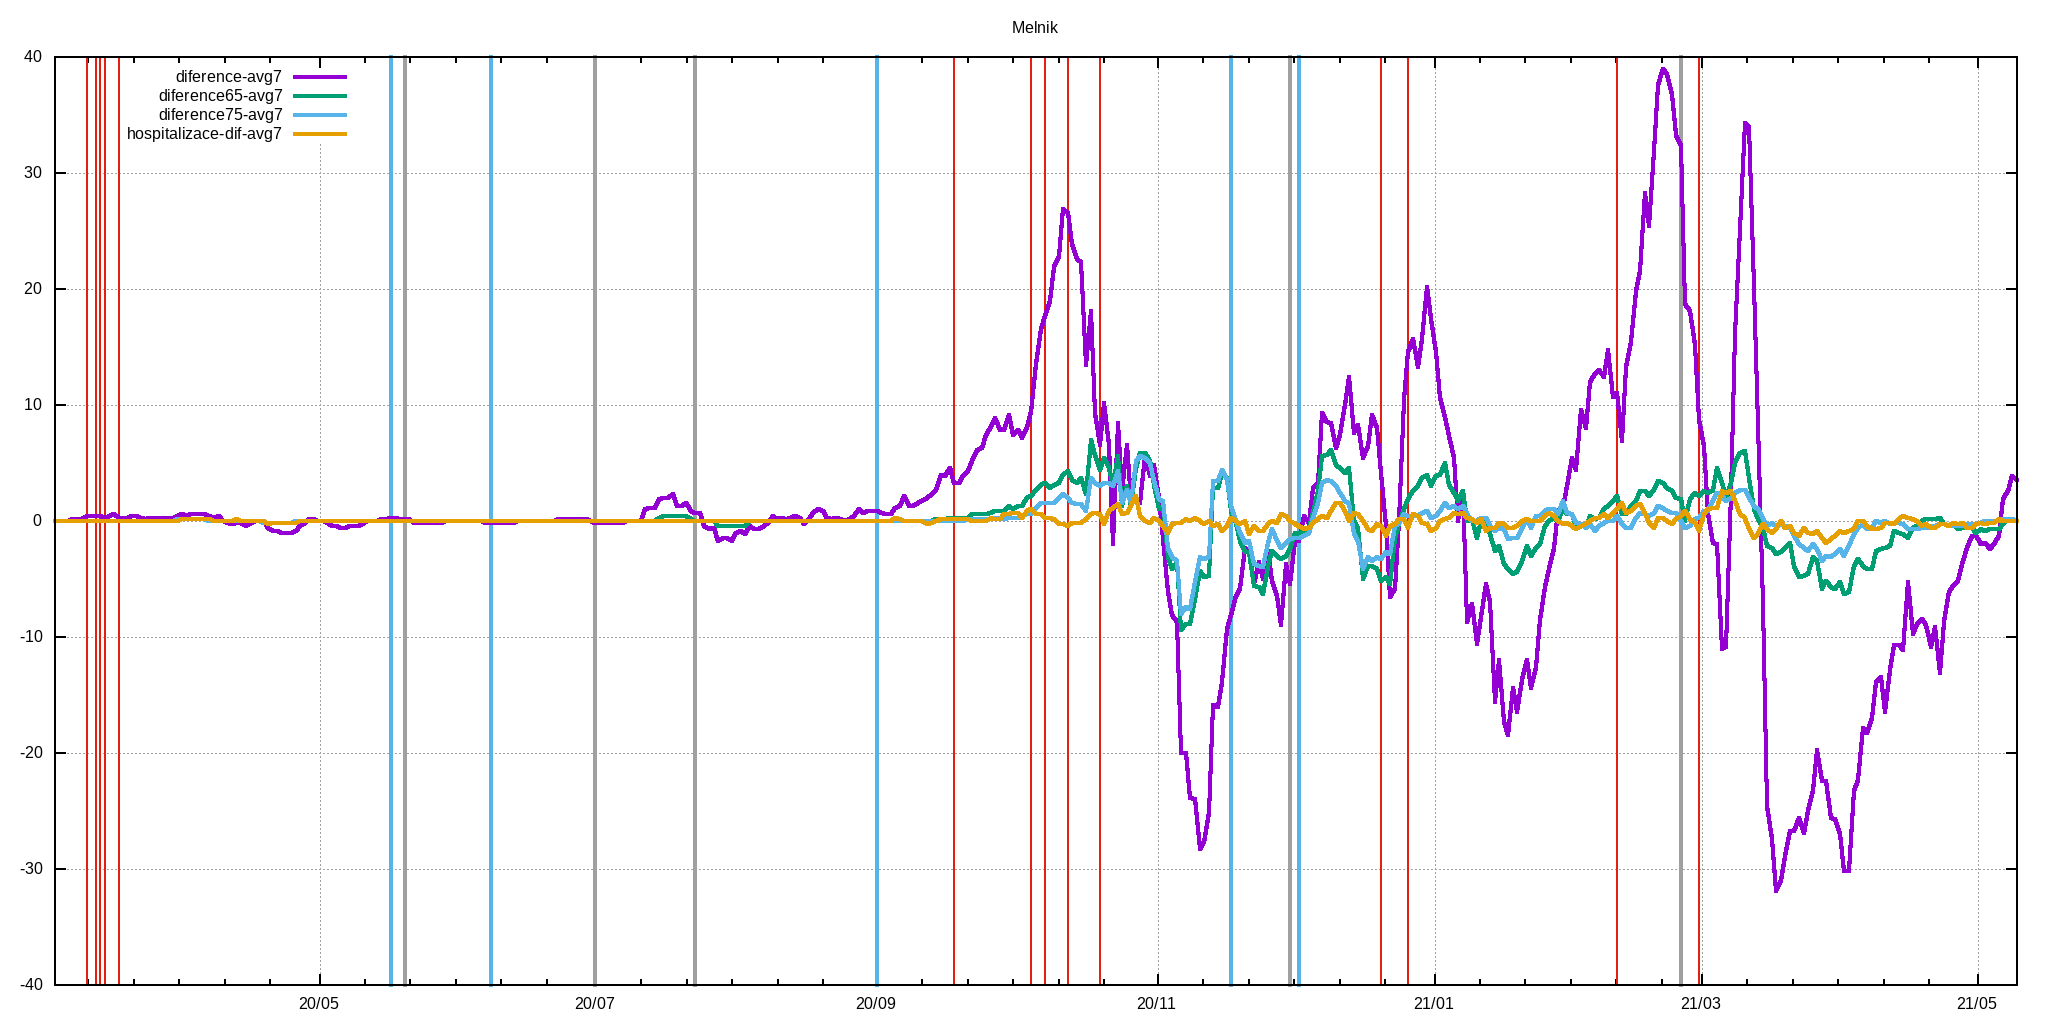 Melnik
diference-avg7
diference65-avg7
diference75-avg7
hospitalizace-dif-avg7
40
30
20
10
0
-10
-20
-30
-40
20/05 20/07 20/09 20/11 21/01 21/03 21/05